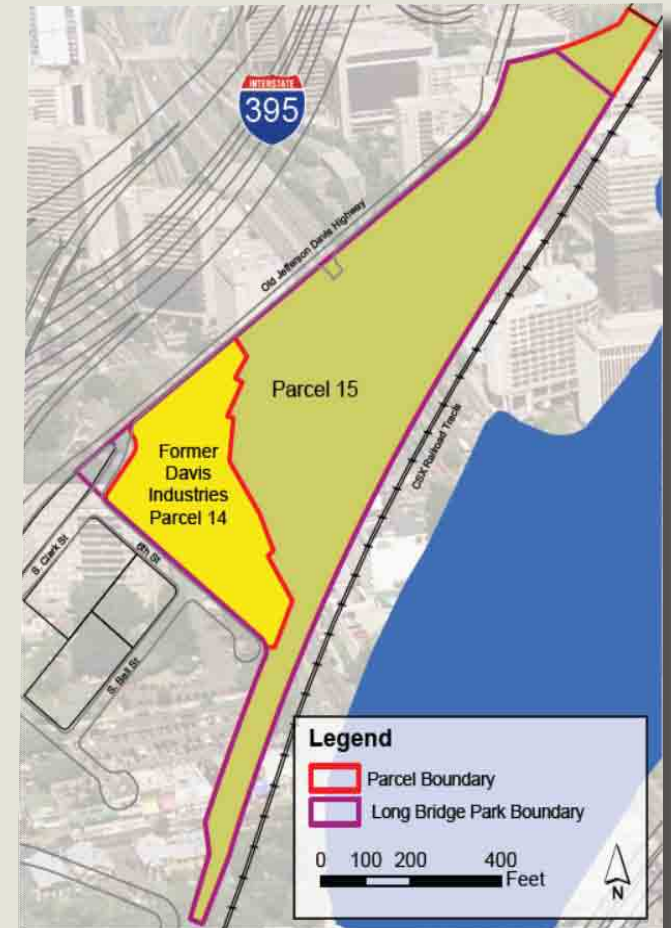 INTERSTATE
395
Old Jefferson Davis Highway
Parcel 15
Former
Davis
Industries
Parcel 14
CSX Railroad Tracks
S. Clark St
6th St
S. Bell St
Legend
Parcel Boundary
Long Bridge Park Boundary
0 100 200 400
Feet
N